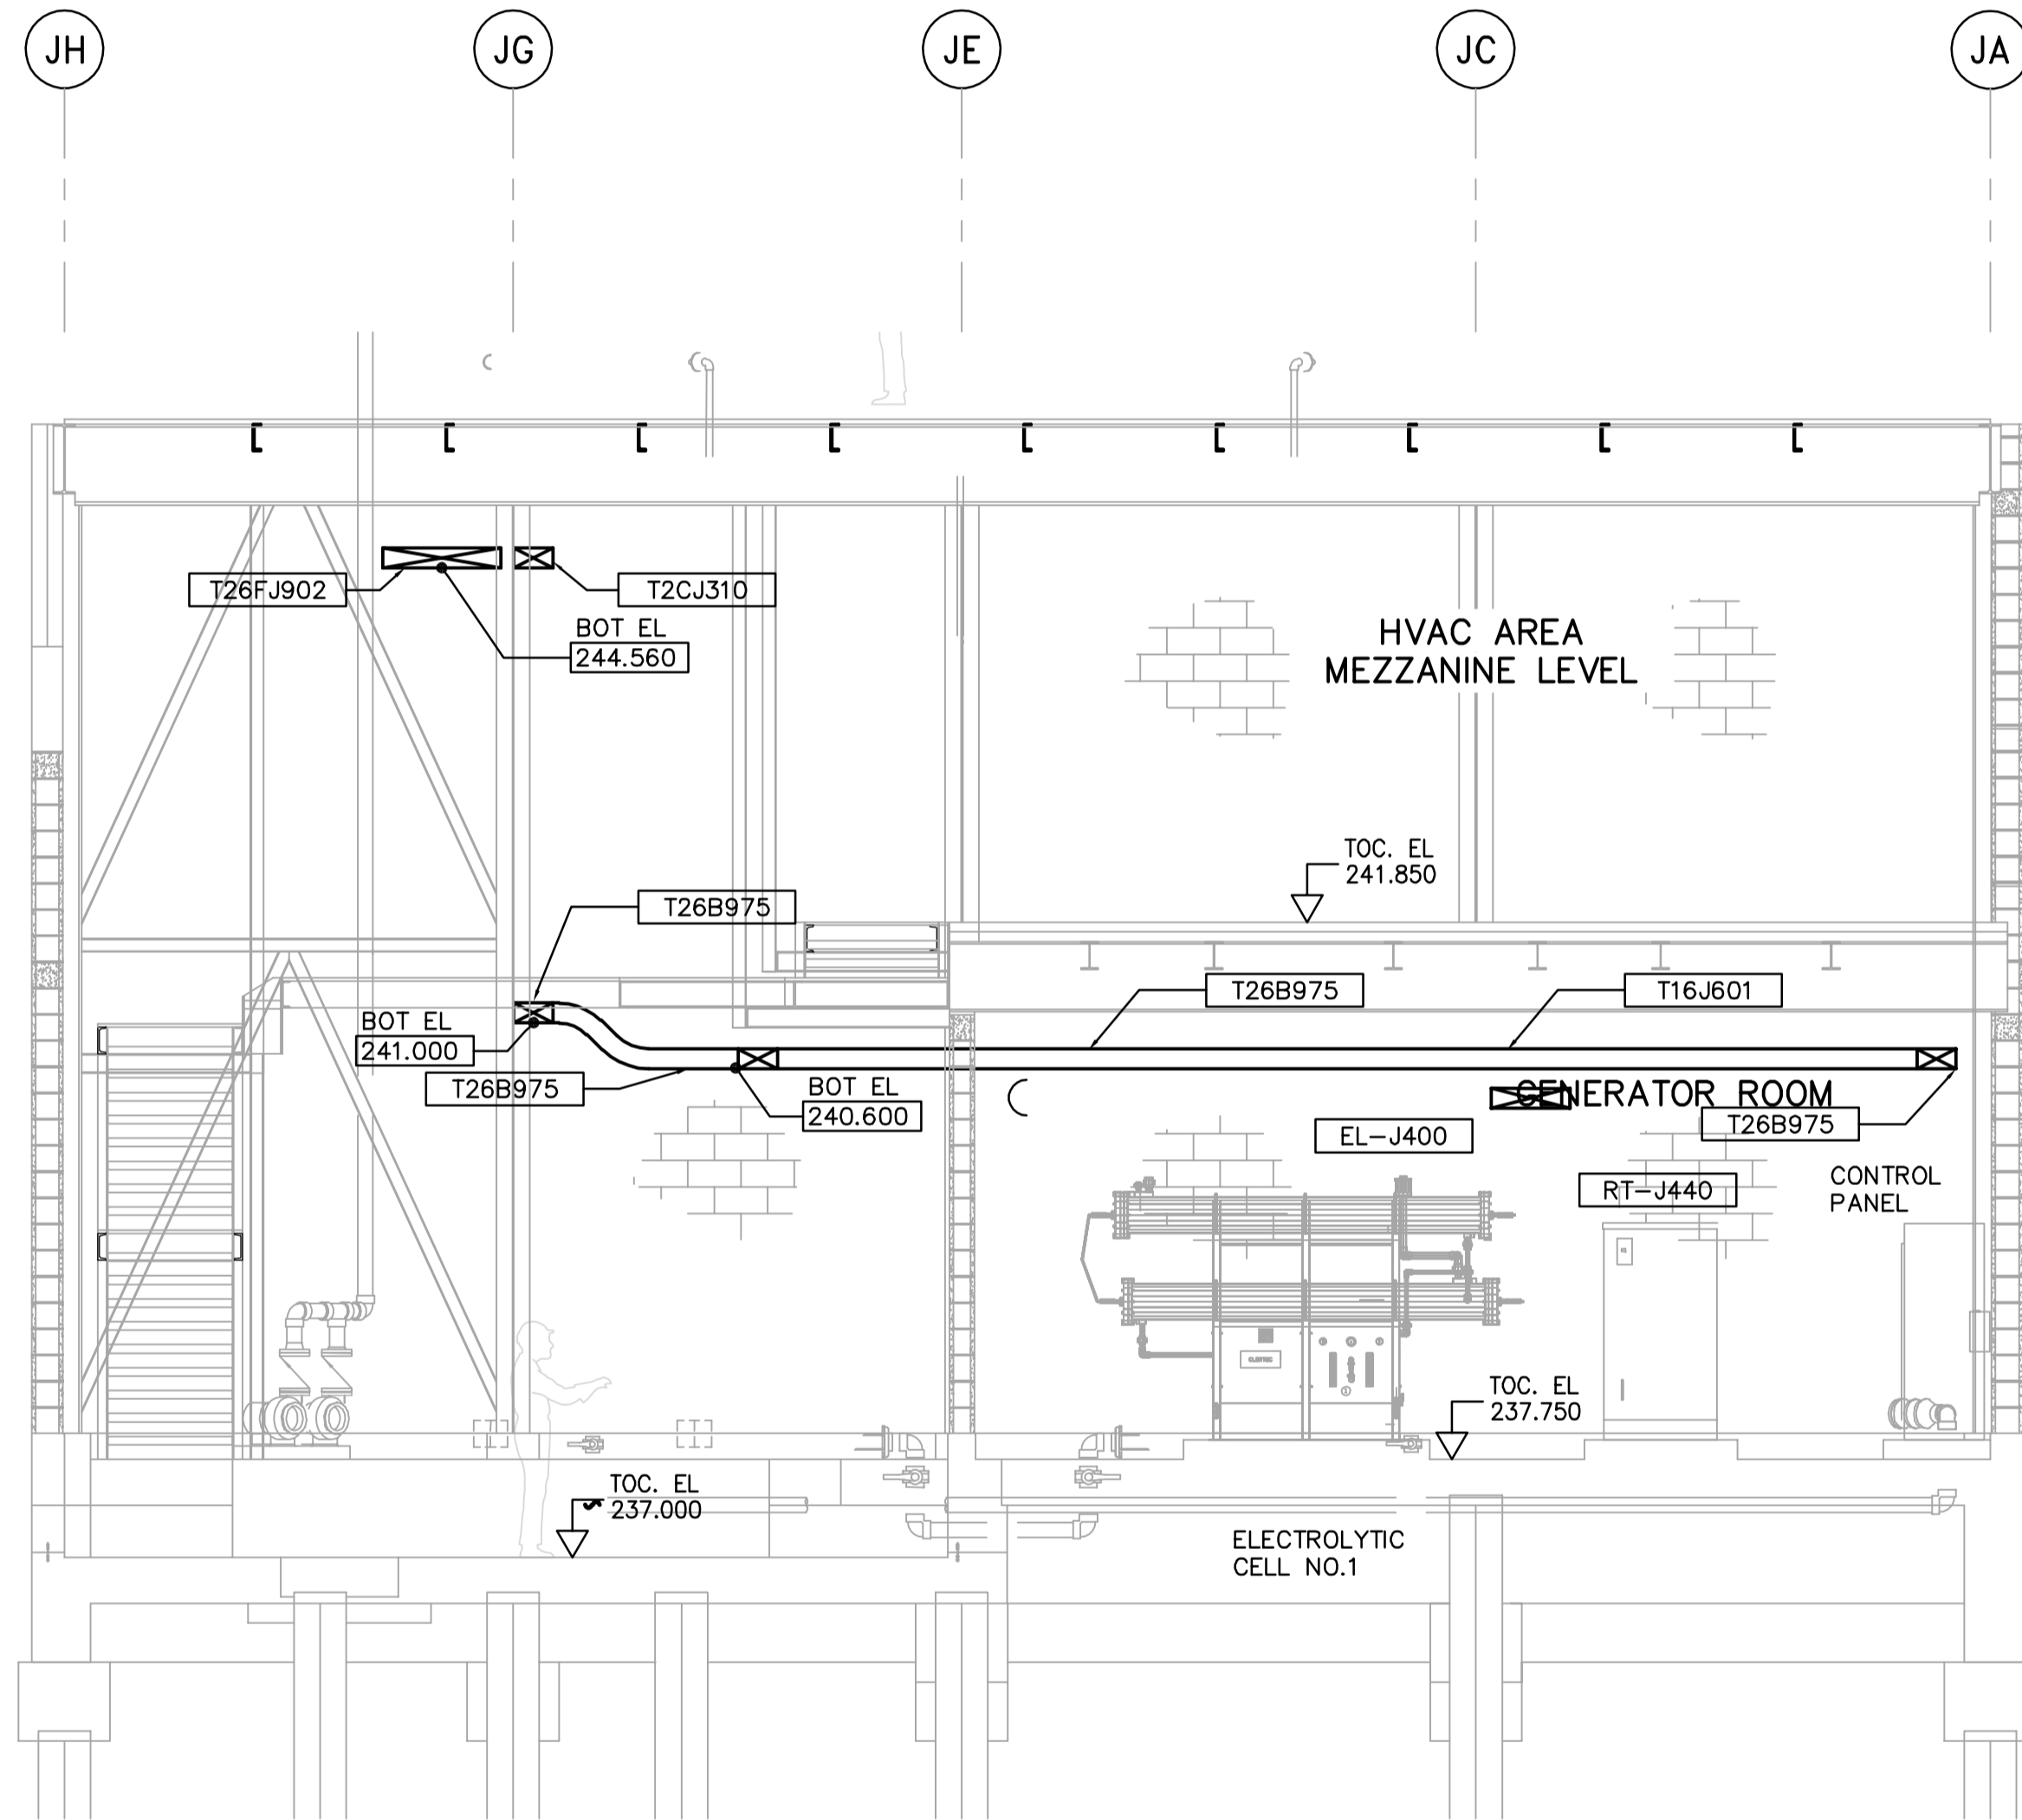 JH
JG
JE
JC
JA
T26FJ902
T2CJ310
BOT EL
244.560
HVAC AREA
MEZZANINE LEVEL
TOC. EL
241.850
T26B975
T26B975
T16J601
BOT EL
241.000
T26B975
BOT EL
240.600
GENERATOR ROOM
T26B975
EL-J400
RT-J440
CONTROL
PANEL
TOC. EL
237.750
TOC. EL
237.000
ELECTROLYTIC
CELL NO.1